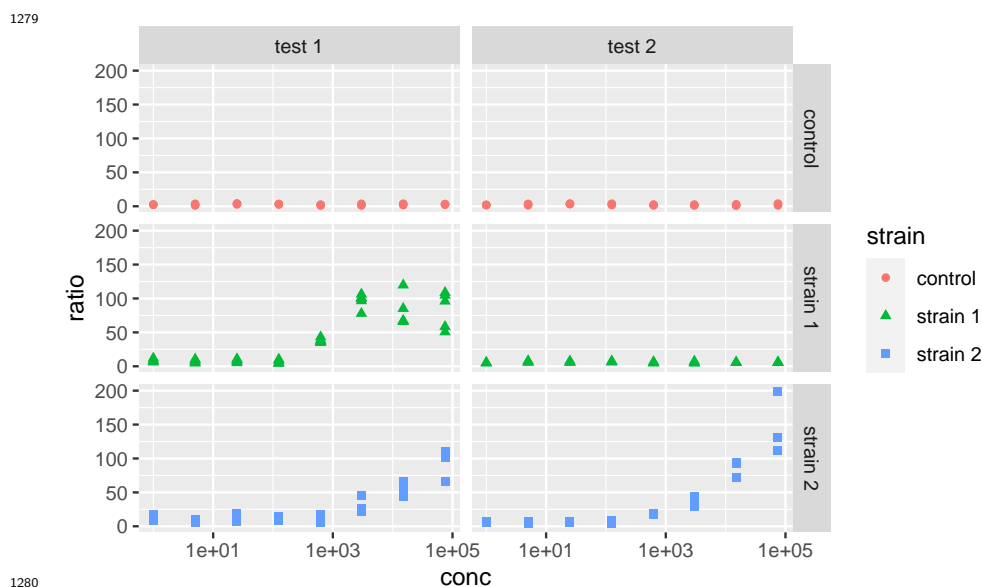 1279
test 1 test 2
200
150
100
50
0
control
200
150
100
50
0
strain 1
200
150
100
50
0
strain 2
ratio
1e+01 1e+03 1e+05 1e+01 1e+03 1e+05
conc
strain
control
strain 1
strain 2
1280